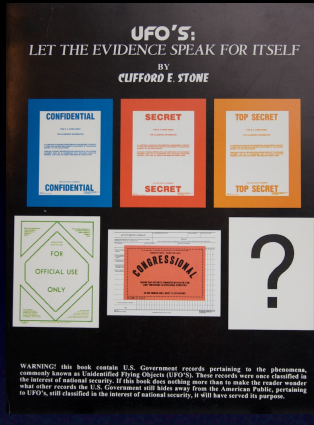 UFO'S:
LET THE EVIDENCE SPEAK FOR ITSELF
BY
CLIFFORD E. STONE
CONFIDENTIAL
SECRET
TOP SECRET
CONFIDENTIAL
SECRET
TOP SECRET
FOR
OFFICIAL USE
ONLY
CONGRESSIONAL
?
WARNING! this book contain U.S. Government records pertaining to the phenomena,
commonly known as Unidentified Flying Objects (UFO'S). These records were once classified in
the interest of national security. If this book does nothing more than to make the reader wonder
what other records the U.S. Government still hides away from the American Public, pertaining
to UFO's, still classified in the interest of national security, it will have served its purpose.